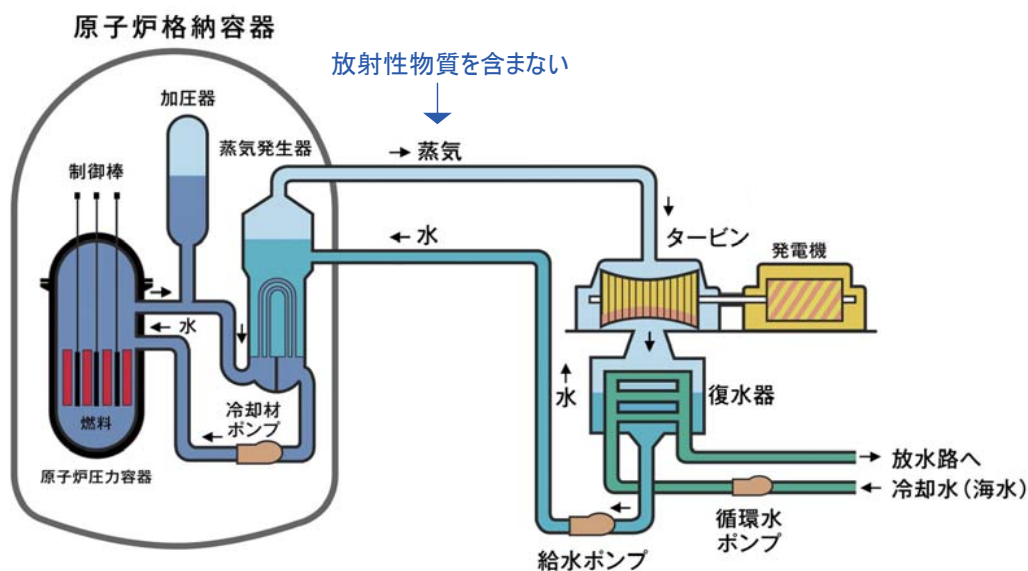 原子炉格納容器
放射性物質を含まない
加圧器
蒸気発生器
→ 蒸気
制御棒
← 水
タービン
発電機
水
燃料
冷却材
ポンプ
原子炉圧力容器
水
復水器
放水路へ
冷却水(海水)
循環水
ポンプ
給水ポンプ